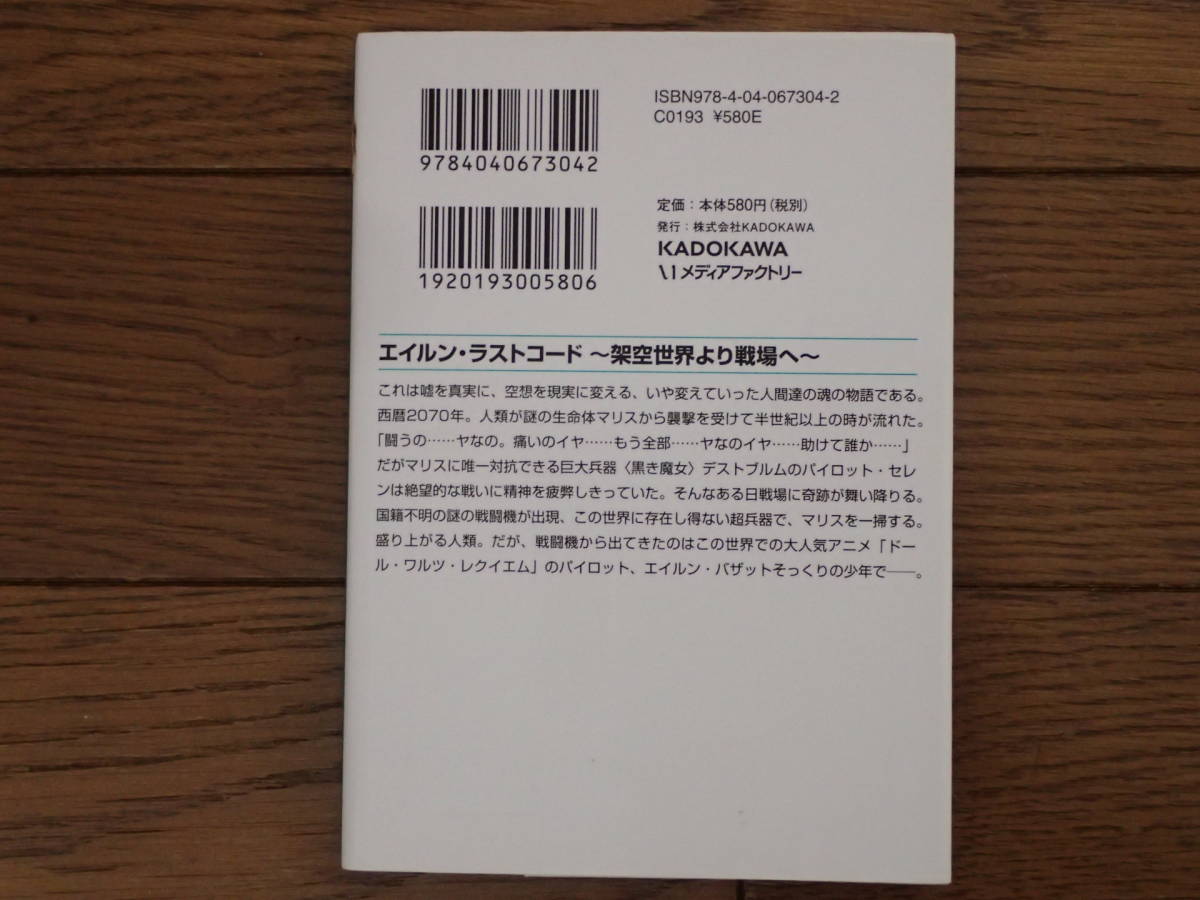 9784040673042
ISBN978-4-04-067304-2
C0193 ¥580E
1920193005806
定価：本体580円(税別)
発行：株式会社KADOKAWA
KADOKAWA
メディアファクトリー
エイルン・ラストコード ～架空世界より戦場へ～
これは嘘を真実に、空想を現実に変える、いや変えていった人間達の魂の物語である。
西暦2070年。人類が謎の生命体マリスから襲撃を受けて半世紀以上の時が流れた。
「闘うの……ヤなの。痛いのイヤ……もう全部……ヤなのイヤ……助けて誰か……」
だがマリスに唯一対抗できる巨大兵器〈黒き魔女〉デストブルムのパイロット・セレ
ンは絶望的な戦いに精神を疲弊しきっていた。そんなある日戦場に奇跡が舞い降りる。
国籍不明の謎の戦闘機が出現、この世界に存在し得ない超兵器で、マリスを一掃する。
盛り上がる人類。だが、戦闘機から出てきたのはこの世界での大人気アニメ「ドー
ル・ワルツ・レクイエム」のパイロット、エイルン・バザットそっくりの少年で――。